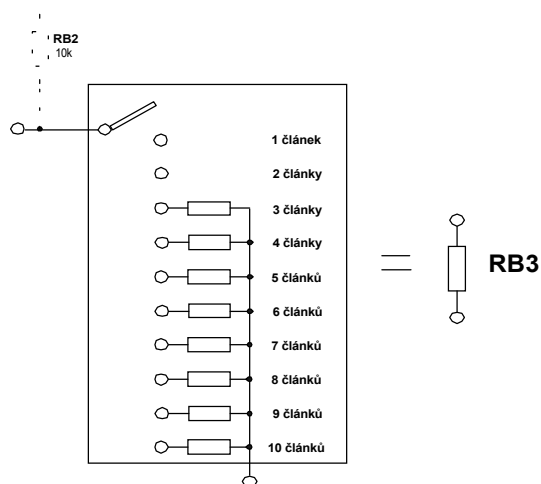 RB2
10k
1 článek
2 články
3 články
4 články
5 článků
6 článků
7 článků
8 článků
9 článků
10 článků
RB3